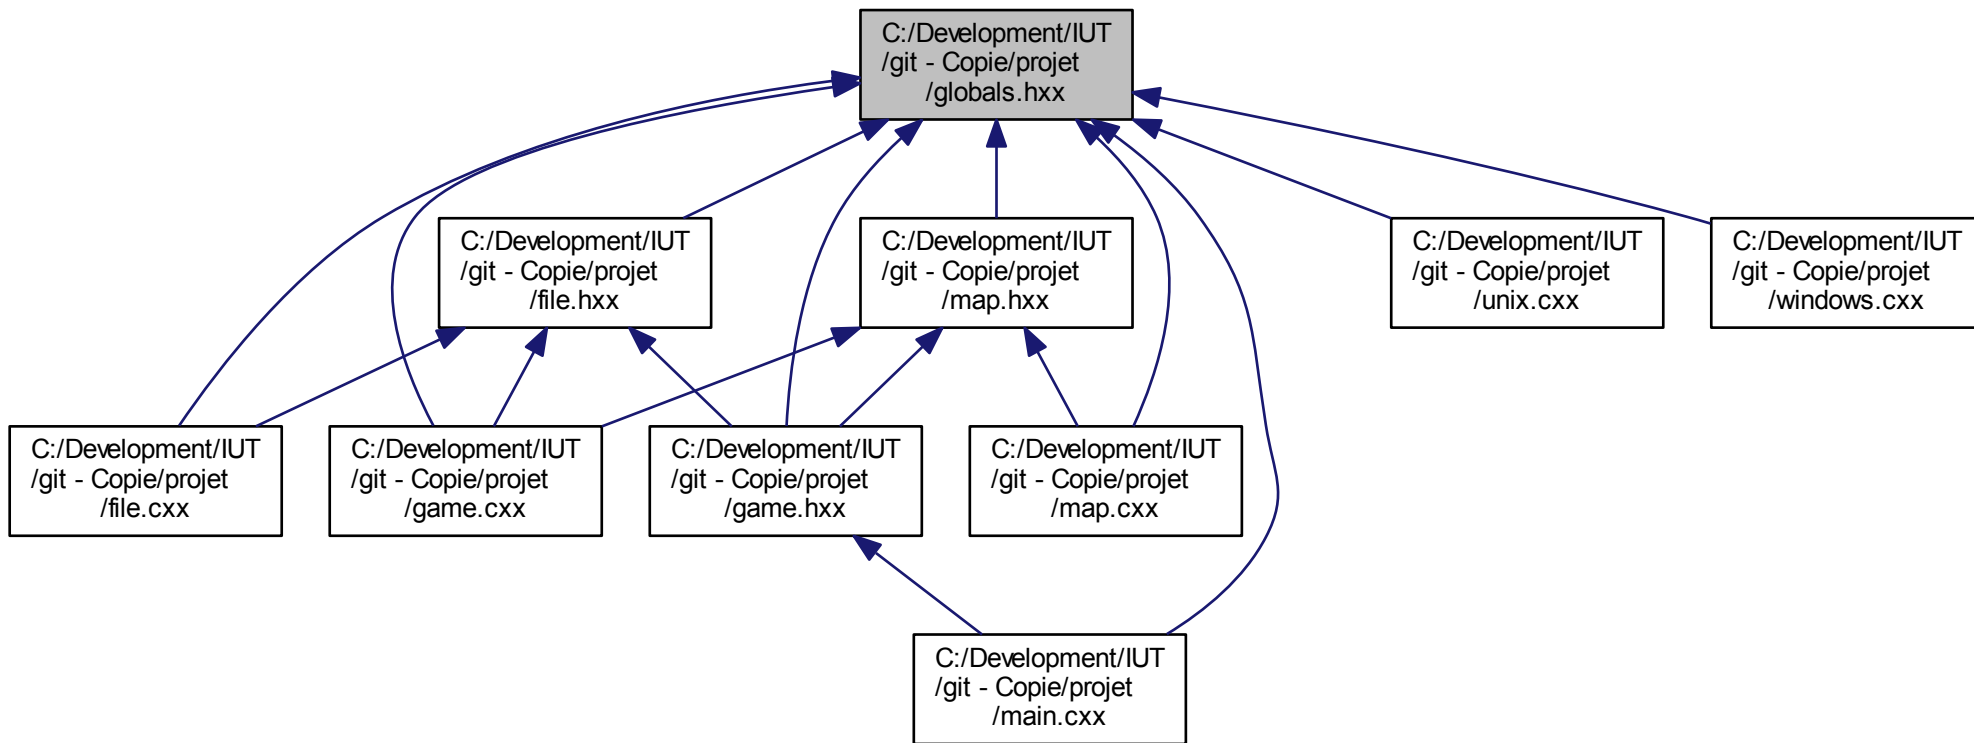 C:/Development/IUT
/git - Copie/projet
/globals.hxx
C:/Development/IUT
/git - Copie/projet
/file.hxx
C:/Development/IUT
/git - Copie/projet
/map.hxx
C:/Development/IUT
/git - Copie/projet
/unix.cxx
C:/Development/IUT
/git - Copie/projet
/windows.cxx
C:/Development/IUT
/git - Copie/projet
/file.cxx
C:/Development/IUT
/git - Copie/projet
/game.cxx
C:/Development/IUT
/git - Copie/projet
/game.hxx
C:/Development/IUT
/git - Copie/projet
/map.cxx
C:/Development/IUT
/git - Copie/projet
/main.cxx